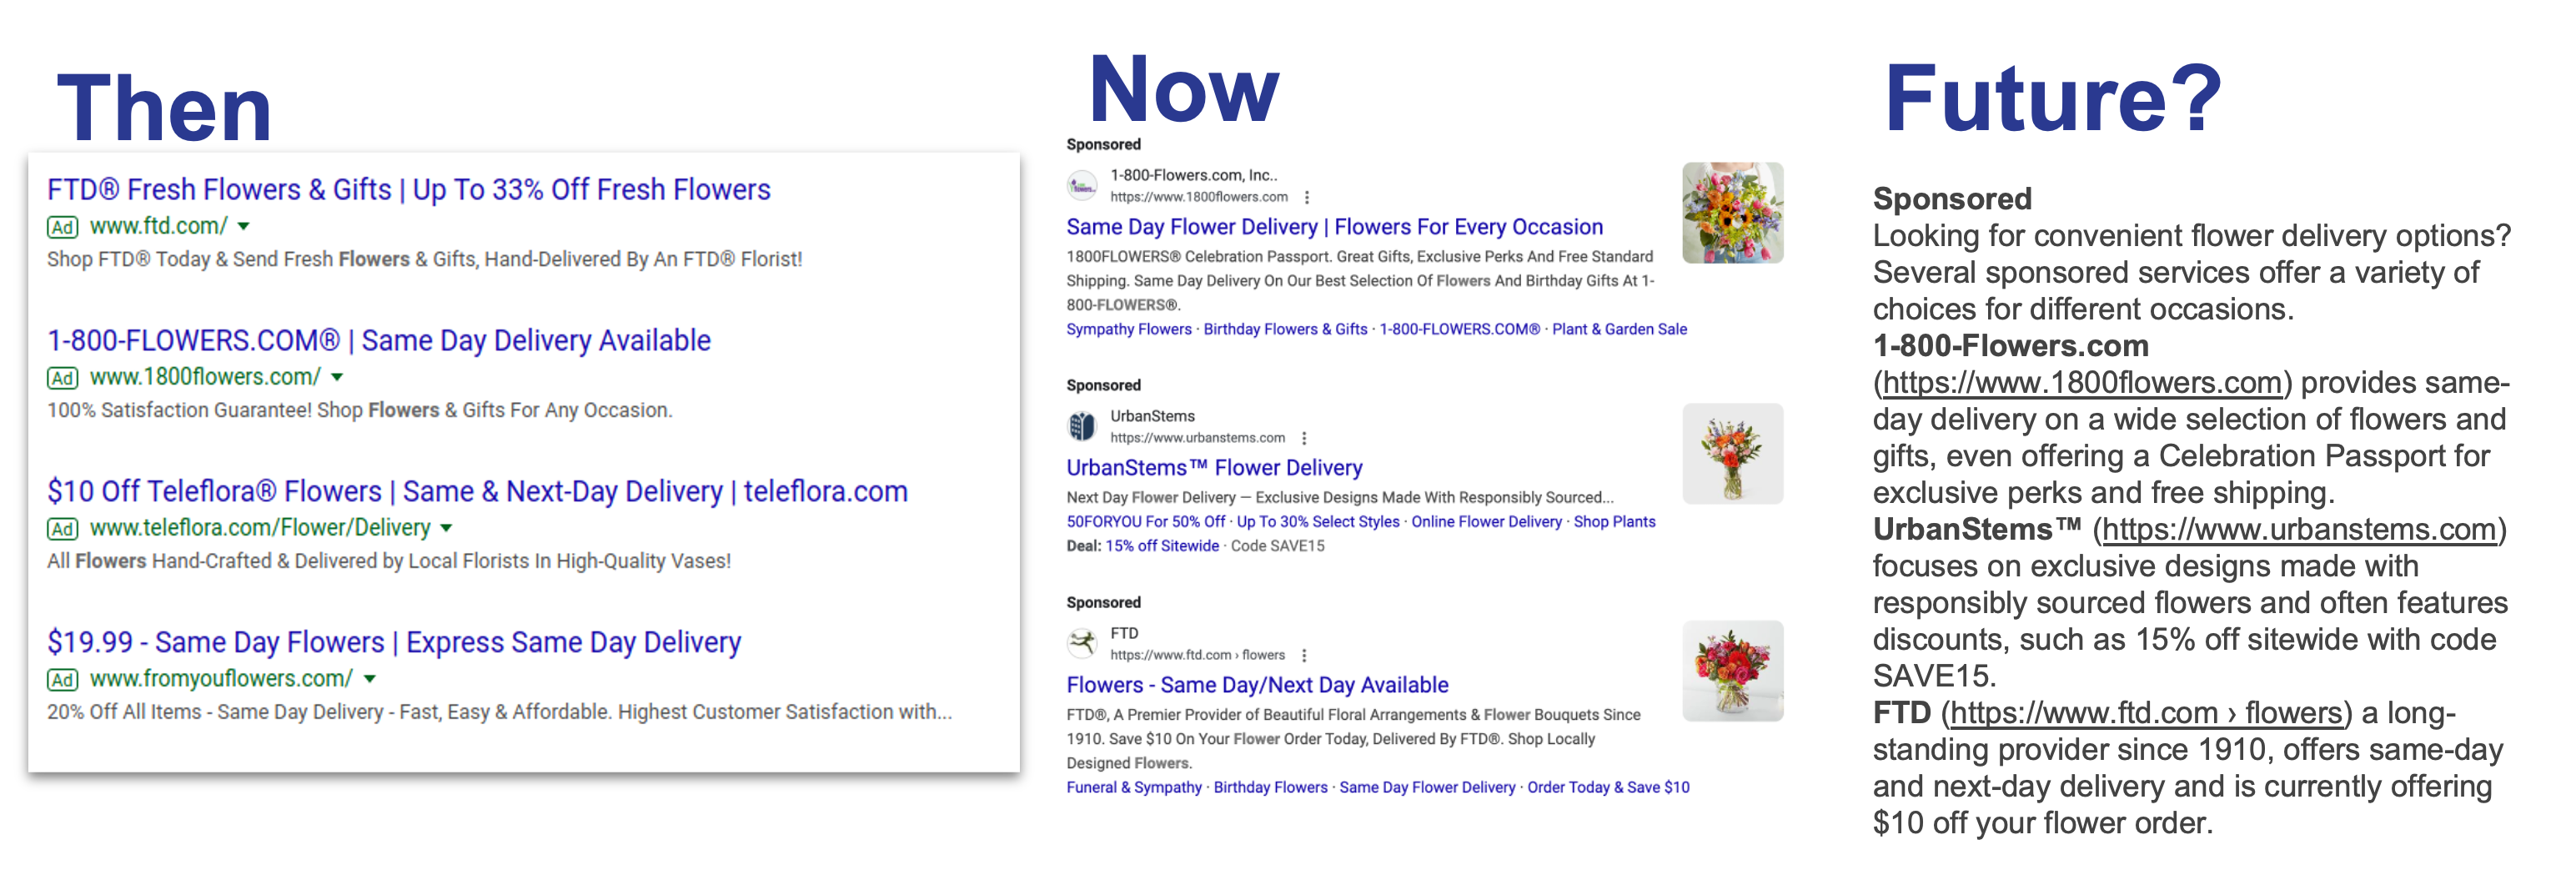 Then
FTD® Fresh Flowers & Gifts | Up To 33% Off Fresh Flowers
Ad www.ftd.com/
Shop FTD® Today & Send Fresh Flowers & Gifts, Hand-Delivered By An FTD® Florist!
1-800-FLOWERS.COM® | Same Day Delivery Available
Ad www.1800flowers.com/
100% Satisfaction Guarantee! Shop Flowers & Gifts For Any Occasion.
$10 Off Teleflora® Flowers | Same & Next-Day Delivery | teleflora.com
Ad www.teleflora.com/Flower/Delivery
All Flowers Hand-Crafted & Delivered by Local Florists In High-Quality Vases!
$19.99 - Same Day Flowers | Express Same Day Delivery
Ad www.fromyouflowers.com/
20% Off All Items - Same Day Delivery - Fast, Easy & Affordable. Highest Customer Satisfaction with...
Now
Sponsored
1-800-Flowers.com, Inc..
https://www.1800flowers.com
Same Day Flower Delivery | Flowers For Every Occasion
1800FLOWERS® Celebration Passport. Great Gifts, Exclusive Perks And Free Standard
Shipping. Same Day Delivery On Our Best Selection Of Flowers And Birthday Gifts At 1-
800-FLOWERS®.
Sympathy Flowers · Birthday Flowers & Gifts · 1-800-FLOWERS.COM® · Plant & Garden Sale
Sponsored
UrbanStems
https://www.urbanstems.com
UrbanStems™ Flower Delivery
Next Day Flower Delivery — Exclusive Designs Made With Responsibly Sourced...
50FORYOU For 50% Off · Up To 30% Select Styles · Online Flower Delivery · Shop Plants
Deal: 15% off Sitewide · Code SAVE15
Sponsored
FTD
https://www.ftd.com › flowers
Flowers - Same Day/Next Day Available
FTD®, A Premier Provider of Beautiful Floral Arrangements & Flower Bouquets Since
1910. Save $10 On Your Flower Order Today, Delivered By FTD®. Shop Locally
Designed Flowers.
Funeral & Sympathy · Birthday Flowers · Same Day Flower Delivery · Order Today & Save $10
Future?
Sponsored
Looking for convenient flower delivery options?
Several sponsored services offer a variety of
choices for different occasions.
1-800-Flowers.com
(https://www.1800flowers.com) provides same-
day delivery on a wide selection of flowers and
gifts, even offering a Celebration Passport for
exclusive perks and free shipping.
UrbanStems™ (https://www.urbanstems.com)
focuses on exclusive designs made with
responsibly sourced flowers and often features
discounts, such as 15% off sitewide with code
SAVE15.
FTD (https://www.ftd.com › flowers) a long-
standing provider since 1910, offers same-day
and next-day delivery and is currently offering
$10 off your flower order.